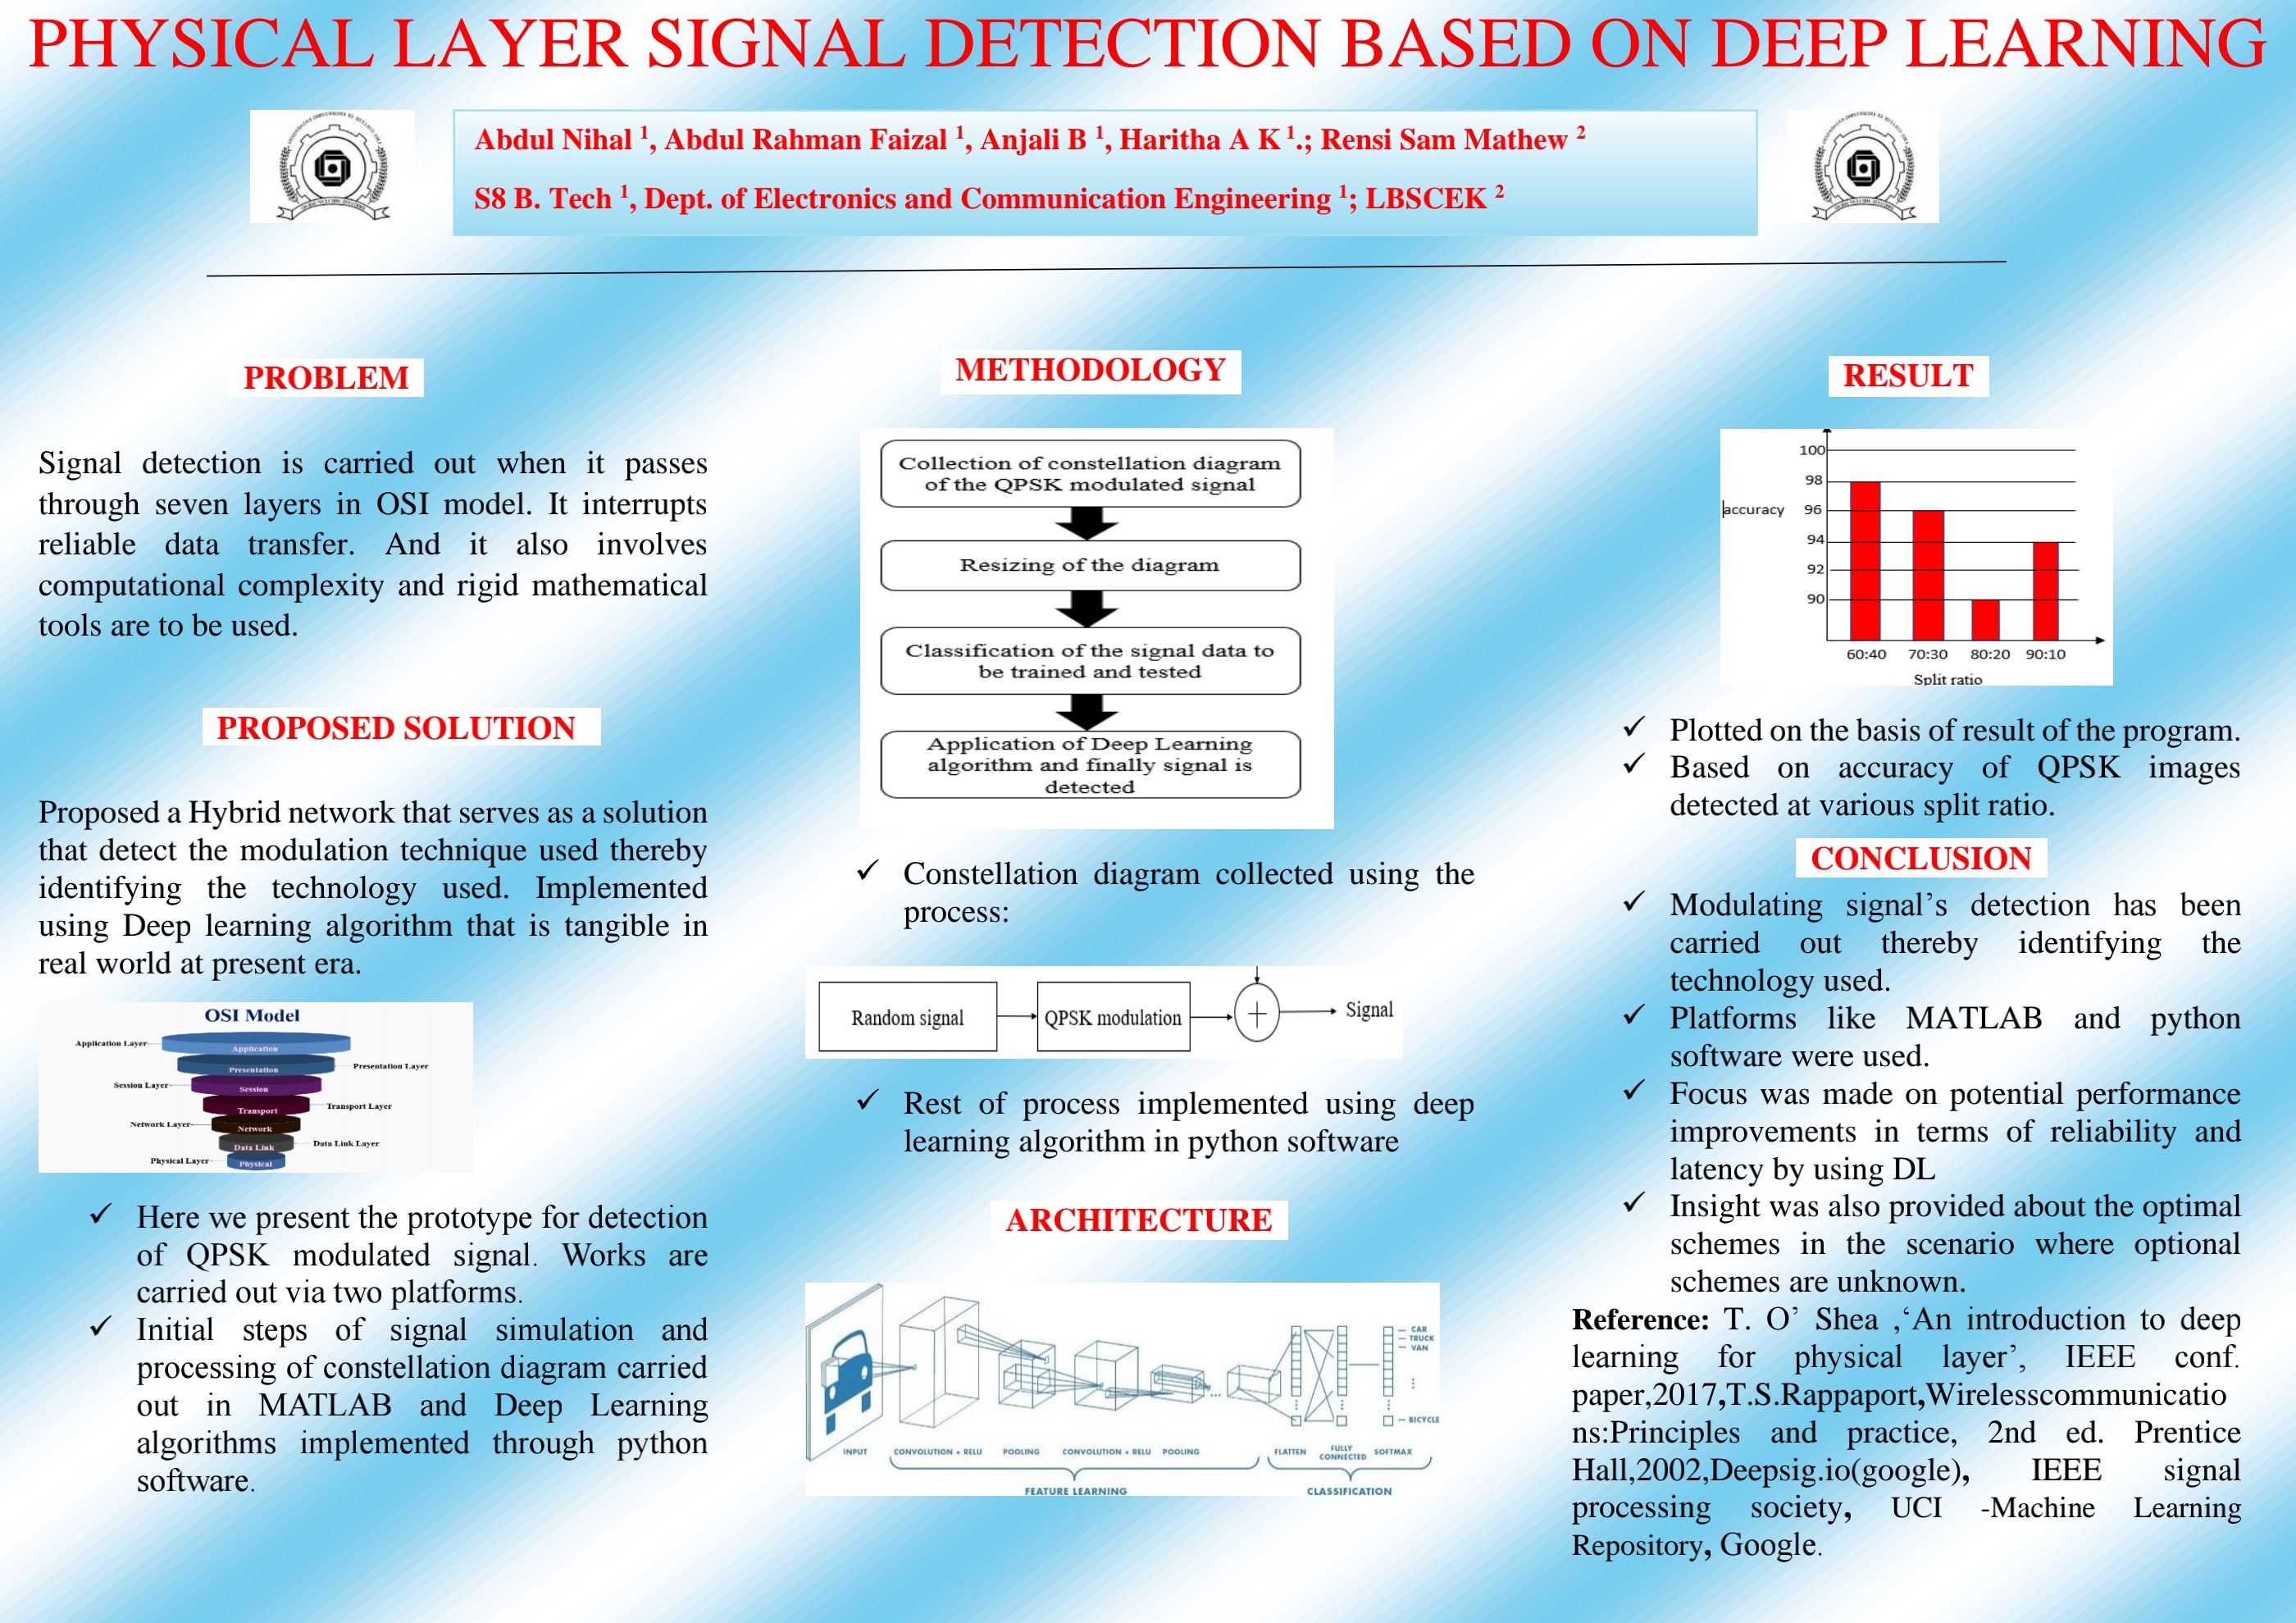 PHYSICAL LAYER SIGNAL DETECTION BASED ON DEEP LEARNING
Abdul Nihal 1, Abdul Rahman Faizal 1, Anjali B 1, Haritha A K 1.; Rensi Sam Mathew 2
S8 B. Tech 1, Dept. of Electronics and Communication Engineering 1; LBSCEK 2
PROBLEM
Signal detection is carried out when it passes
through seven layers in OSI model. It interrupts
reliable data transfer. And it also involves
computational complexity and rigid mathematical
tools are to be used.
PROPOSED SOLUTION
Proposed a Hybrid network that serves as a solution
that detect the modulation technique used thereby
identifying the technology used. Implemented
using Deep learning algorithm that is tangible in
real world at present era.
OSI Model
Application Layer
Application
Presentation
Presentation Layer
Session Layer
Session
Transport
Transport Layer
Network Layer
Network
Data Link
Data Link Layer
Physical Layer
Physical
✓ Here we present the prototype for detection
of QPSK modulated signal. Works are
carried out via two platforms.
✓ Initial steps of signal simulation and
processing of constellation diagram carried
out in MATLAB and Deep Learning
algorithms implemented through python
software.
METHODOLOGY
Collection of constellation diagram
of the QPSK modulated signal
Resizing of the diagram
Classification of the signal data to
be trained and tested
Application of Deep Learning
algorithm and finally signal is
detected
✓ Constellation diagram collected using the
process:
Random signal
QPSK modulation
+
Signal
✓ Rest of process implemented using deep
learning algorithm in python software
ARCHITECTURE
CAR
TRUCK
VAN
BICYCLE
INPUT
CONVOLUTION + RELU
POOLING
CONVOLUTION + RELU
POOLING
FLATTEN
FULLY
CONNECTED
SOFTMAX
FEATURE LEARNING
CLASSIFICATION
RESULT
100
98
accuracy
96
94
92
90
60:40 70:30 80:20 90:10
Split ratio
✓ Plotted on the basis of result of the program.
✓ Based on accuracy of QPSK images
detected at various split ratio.
CONCLUSION
✓ Modulating signal’s detection has been
carried out thereby identifying the
technology used.
✓ Platforms like MATLAB and python
software were used.
✓ Focus was made on potential performance
improvements in terms of reliability and
latency by using DL
✓ Insight was also provided about the optimal
schemes in the scenario where optional
schemes are unknown.
Reference: T. O’ Shea ,‘An introduction to deep
learning for physical layer’, IEEE conf.
paper,2017,T.S.Rappaport,Wirelesscommunicatio
ns:Principles and practice, 2nd ed. Prentice
Hall,2002,Deepsig.io(google), IEEE signal
processing society, UCI -Machine Learning
Repository, Google.